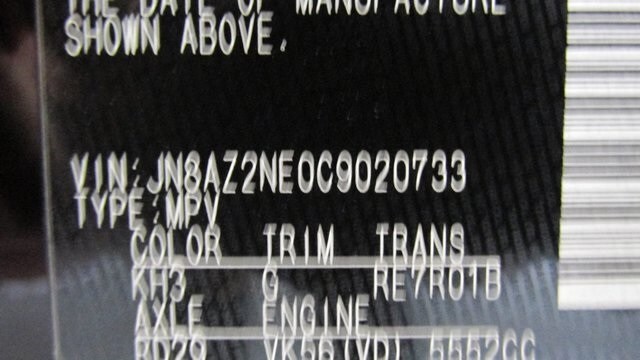 THE DATE OF MANUFACTURE
SHOWN ABOVE.
VIN:JN8AZ2NE0C9020733
TYPE:MPV
COLOR TRIM TRANS
KH3 G RE7R01B
AXLE ENGINE
RD29 VK56(VD) 5552CC